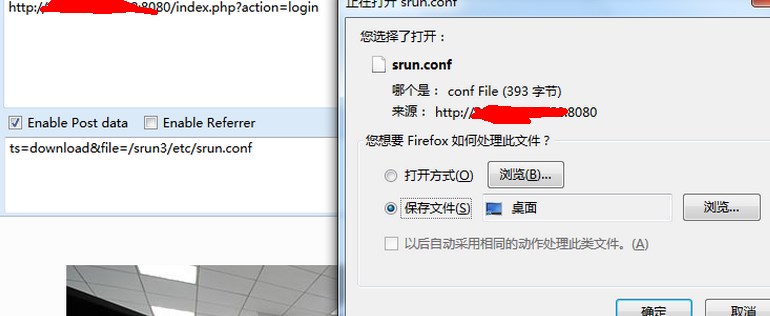 http:/
:8080/index.php?action=login
Enable Post data
Enable Referrer
ts=download&file=/srun3/etc/srun.conf
正在打开 srun.conf
您选择了打开：
srun.conf
哪个是： conf File (393 字节)
来源： http:/
:8080
您想要 Firefox 如何处理此文件？
打开方式(O)
浏览(B)...
保存文件(S)
桌面
浏览...
以后自动采用相同的动作处理此类文件。(A)
确定
取消